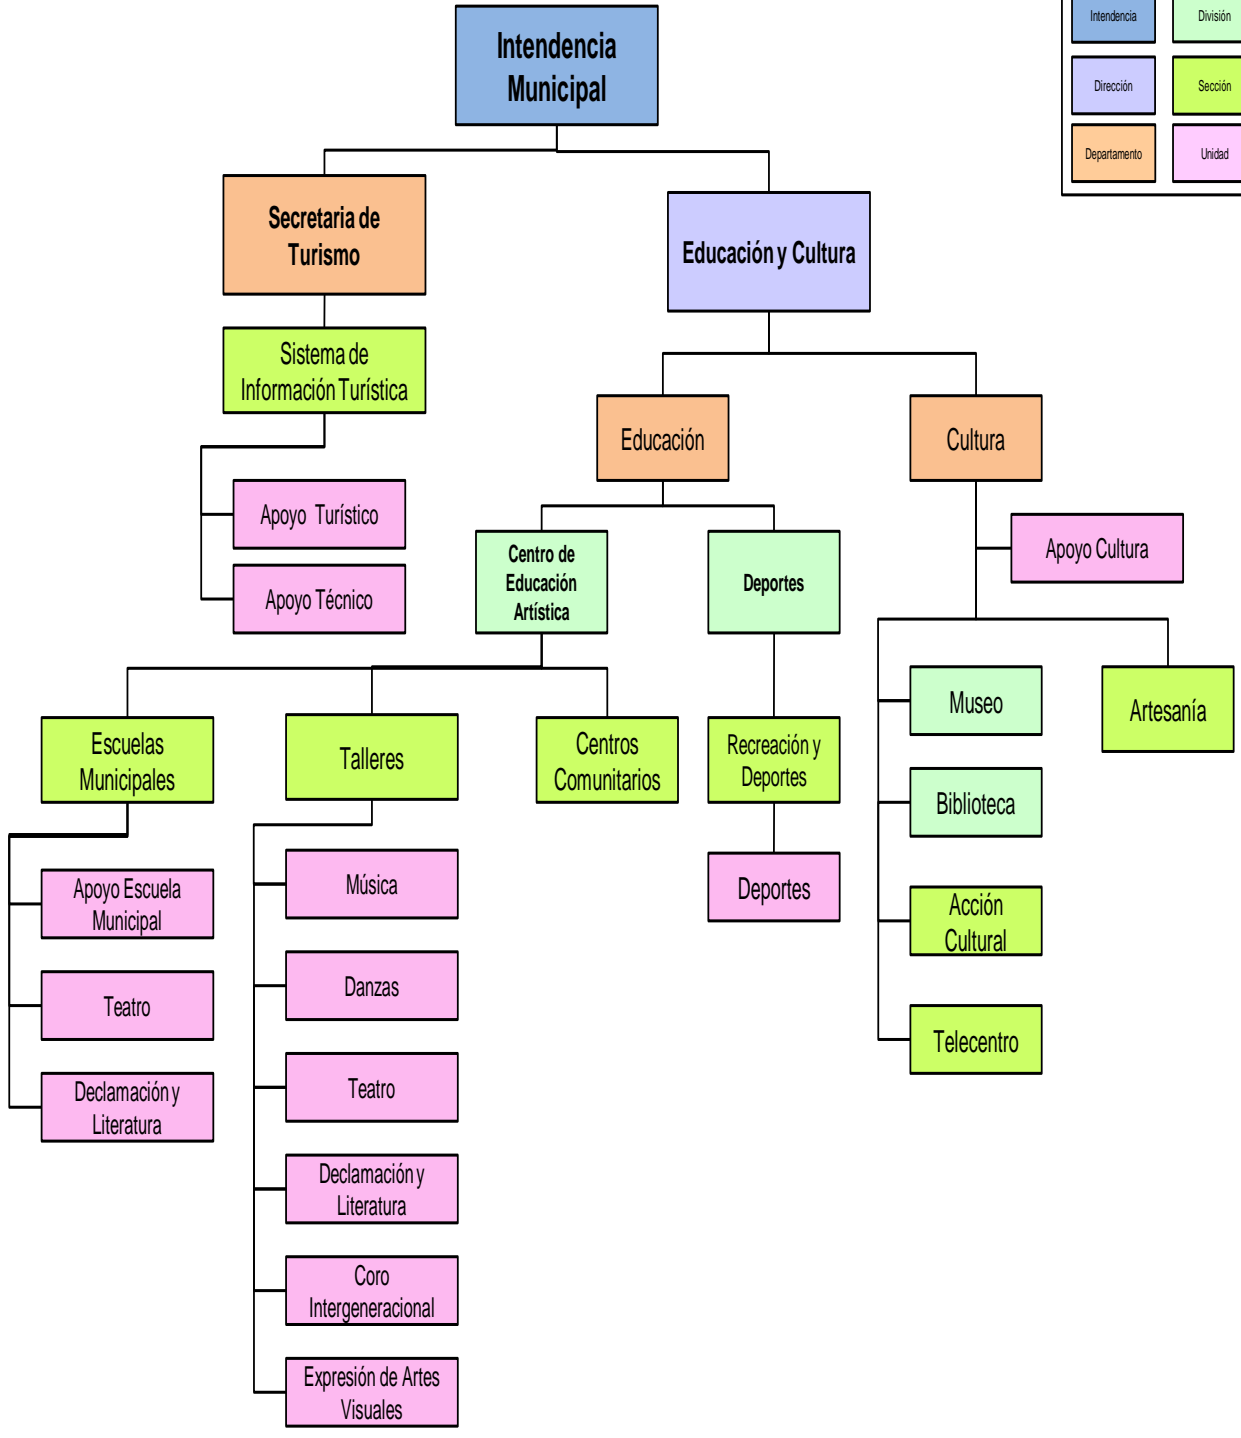 Intendencia
División
Intendencia
Municipal
Dirección
Sección
Departamento
Unidad
Secretaria de
Turismo
Educación y Cultura
Sistema de
Información Turística
Educación
Cultura
Apoyo Turístico
Apoyo Cultura
Centro de
Educación
Artística
Deportes
Apoyo Técnico
Museo
Artesanía
Escuelas
Municipales
Talleres
Centros
Comunitarios
Recreación y
Deportes
Biblioteca
Apoyo Escuela
Municipal
Música
Deportes
Acción
Cultural
Teatro
Danzas
Telecentro
Declamación y
Literatura
Teatro
Declamación y
Literatura
Coro
Intergeneracional
Expresión de Artes
Visuales